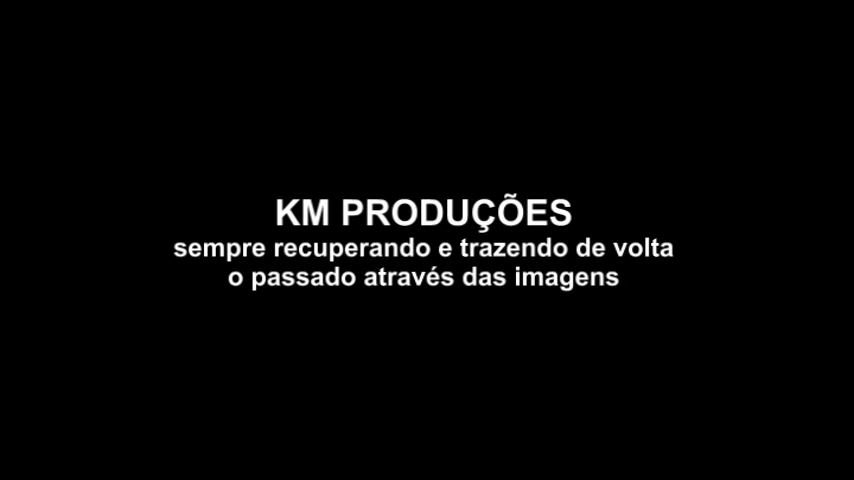 KM PRODUÇÕES
sempre recuperando e trazendo de volta
o passado através das imagens